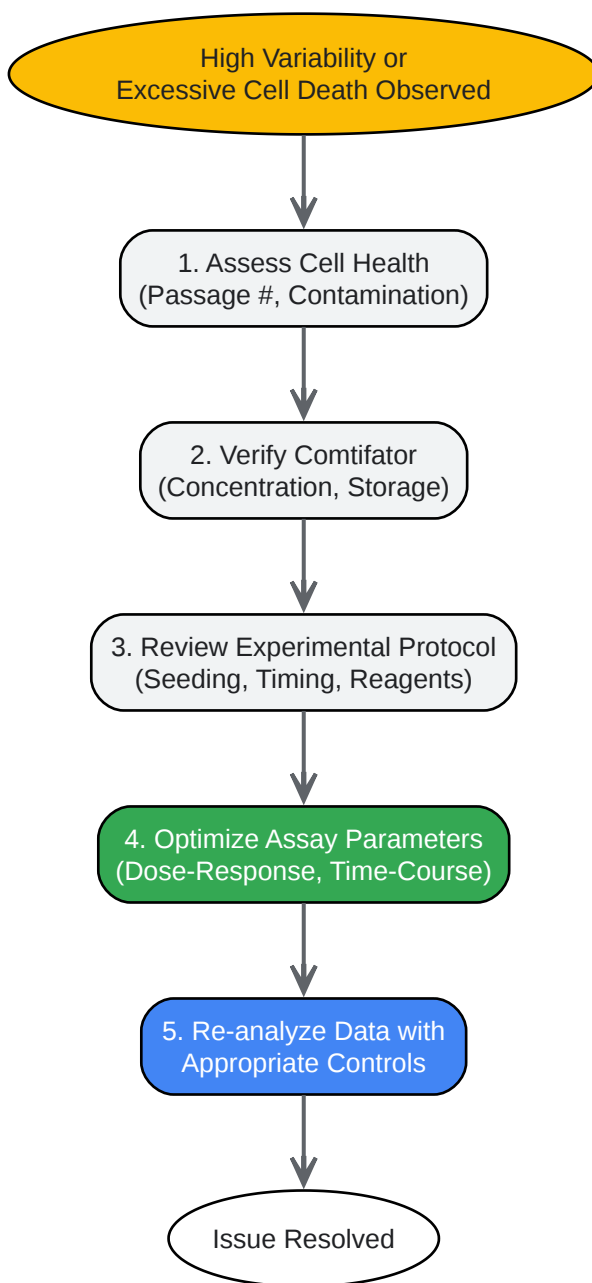 High Variability or
Excessive Cell Death Observed
1. Assess Cell Health
(Passage #, Contamination)
2. Verify Comtifator
(Concentration, Storage)
3. Review Experimental Protocol
(Seeding, Timing, Reagents)
4. Optimize Assay Parameters
(Dose-Response, Time-Course)
5. Re-analyze Data with
Appropriate Controls
Issue Resolved